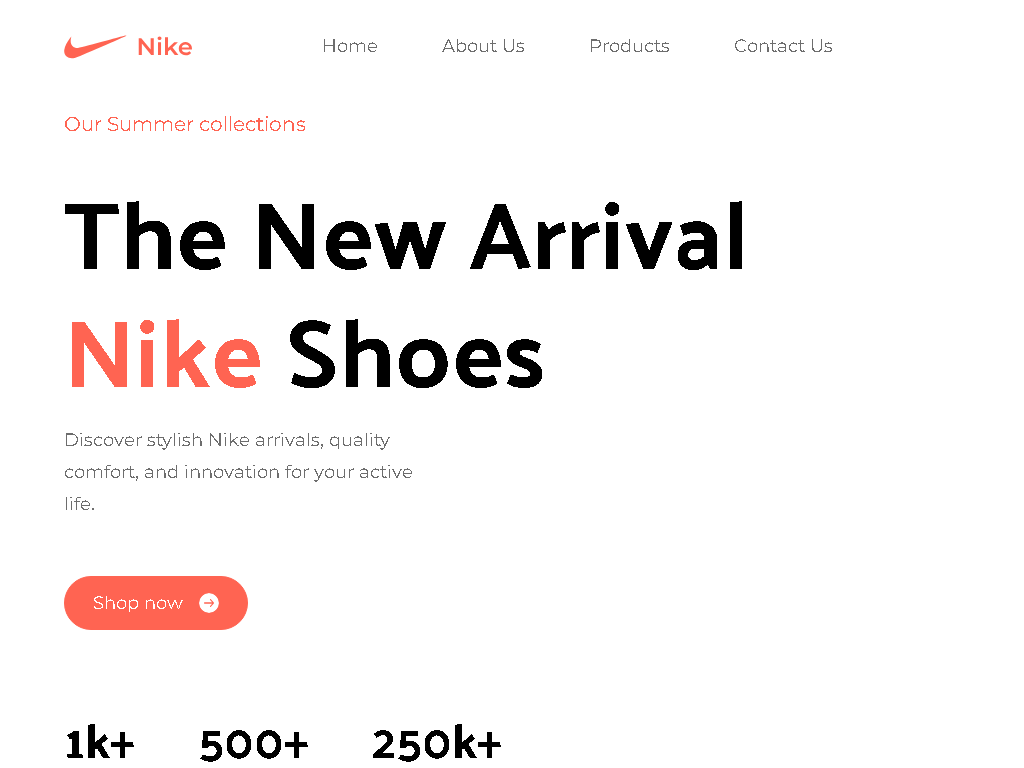 Nike
Home About Us Products Contact Us
Our Summer collections
The New Arrival
Nike Shoes
Discover stylish Nike arrivals, quality
comfort, and innovation for your active
life.
Shop now
1k+ 500+ 250k+